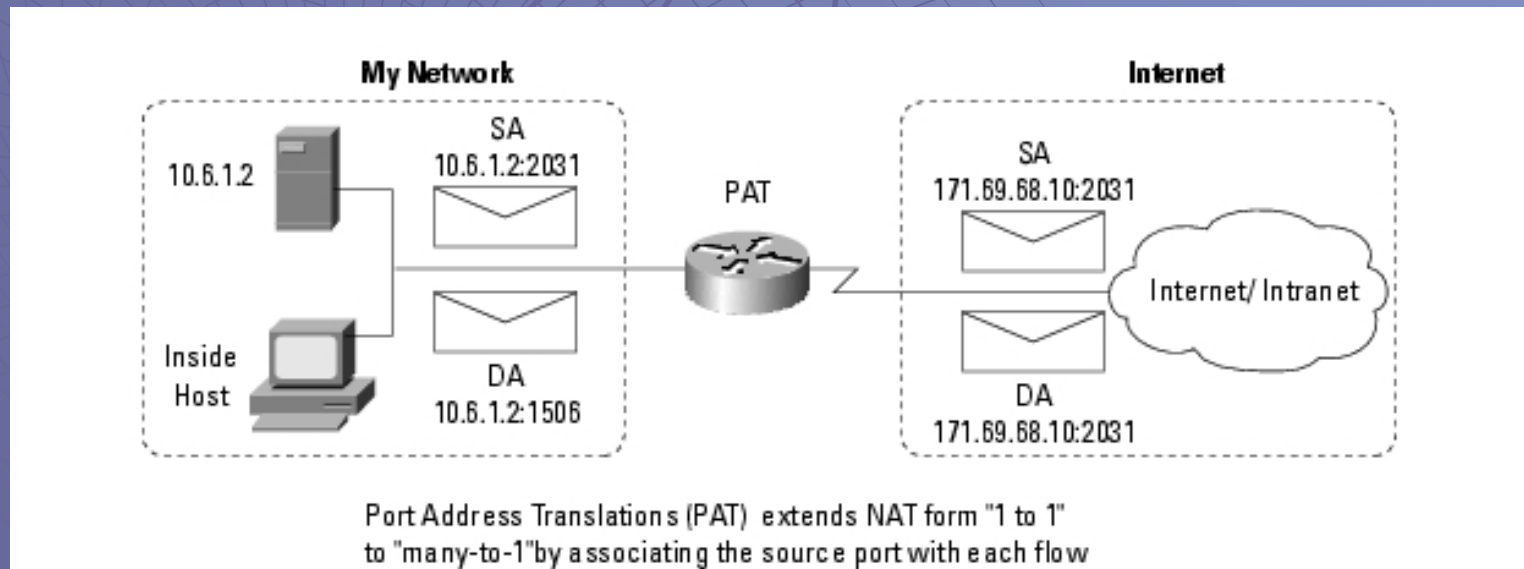 My Network
Internet
10.6.1.2
SA
10.6.1.2:2031
PAT
SA
171.69.68.10:2031
Internet/ Intranet
Inside
Host
DA
10.6.1.2:1506
DA
171.69.68.10:2031
Port Address Translations (PAT) extends NAT form "1 to 1"
to "many-to-1"by associating the source port with each flow